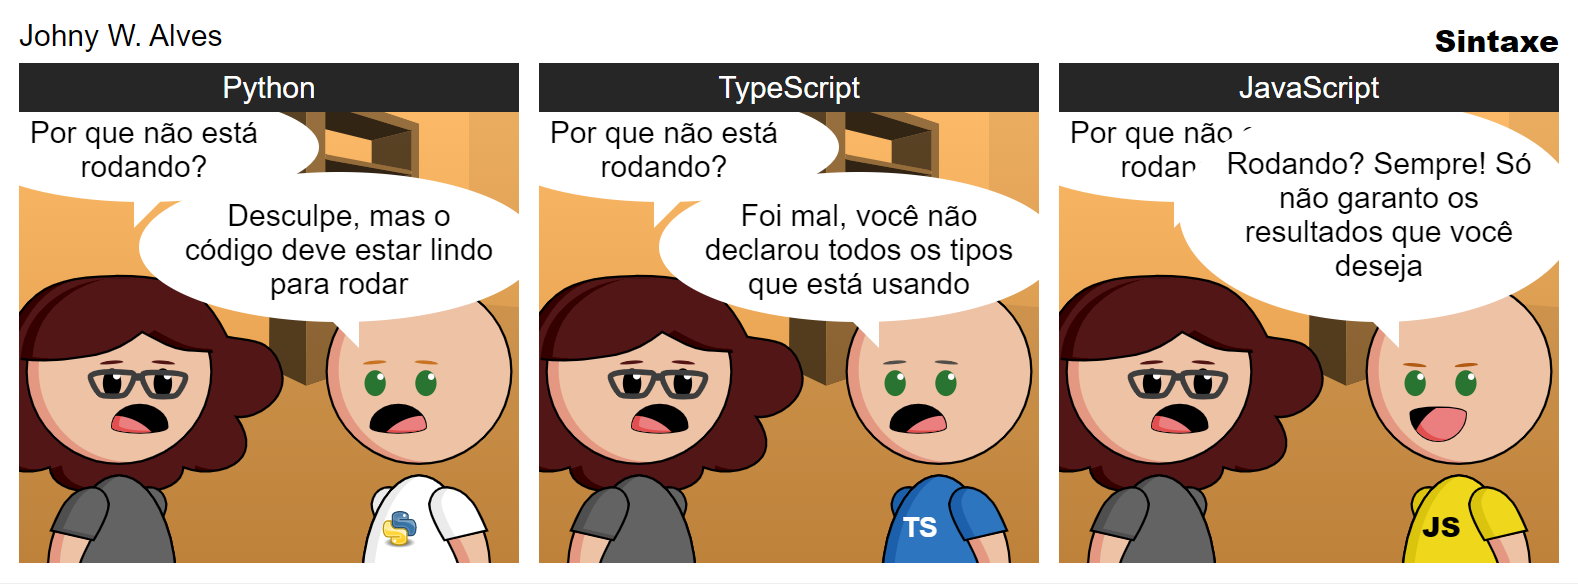 Johny W. Alves
Sintaxe
Python
Por que não está
rodando?
Desculpe, mas o
código deve estar lindo
para rodar
TypeScript
Por que não está
rodando?
Foi mal, você não
declarou todos os tipos
que está usando
TS
JavaScript
Por que não
rodan
Rodando? Sempre! Só
não garanto os
resultados que você
deseja
JS